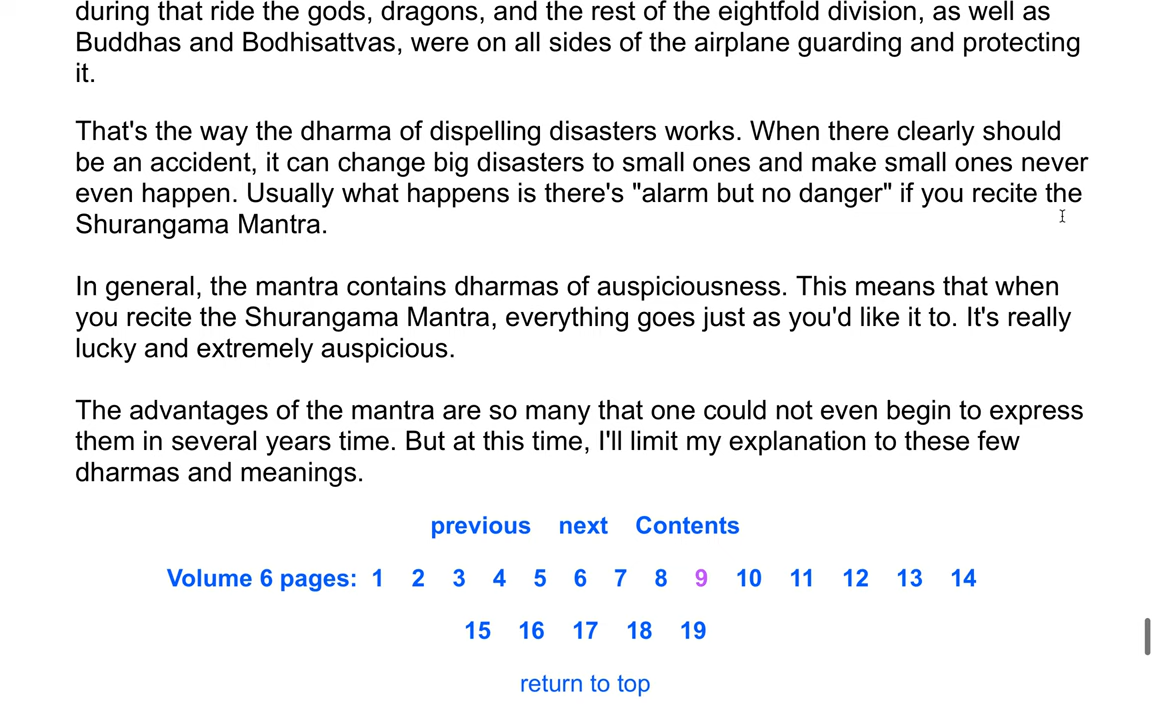 during that ride the gods, dragons, and the rest of the eightfold division, as well as
Buddhas and Bodhisattvas, were on all sides of the airplane guarding and protecting
it.
That's the way the dharma of dispelling disasters works. When there clearly should
be an accident, it can change big disasters to small ones and make small ones never
even happen. Usually what happens is there's "alarm but no danger" if you recite the
Shurangama Mantra.
In general, the mantra contains dharmas of auspiciousness. This means that when
you recite the Shurangama Mantra, everything goes just as you'd like it to. It's really
lucky and extremely auspicious.
The advantages of the mantra are so many that one could not even begin to express
them in several years time. But at this time, I'll limit my explanation to these few
dharmas and meanings.
previous next Contents
Volume 6 pages: 1 2 3 4 5 6 7 8 9 10 11 12 13 14
15 16 17 18 19
return to top